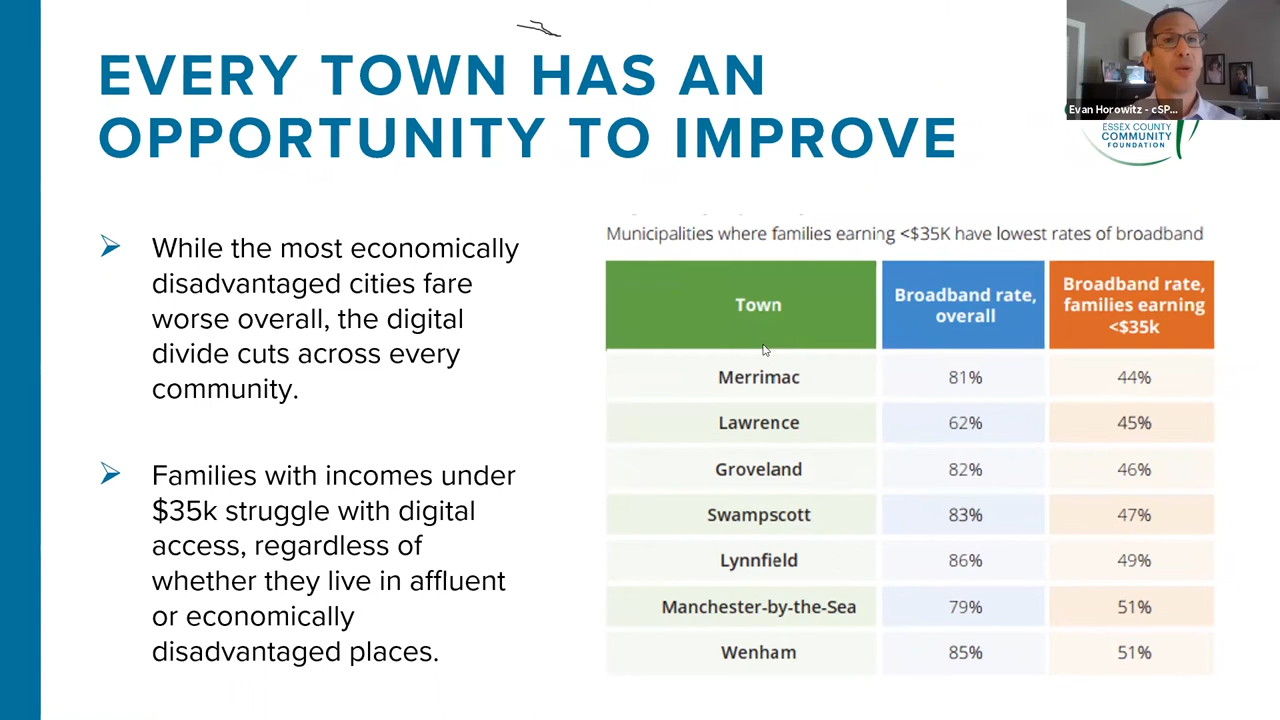 EVERY TOWN HAS AN
OPPORTUNITY TO IMPROVE
Evan Horowitz - cSP...
ESSEX COUNTY
COMMUNITY
FOUNDATION
While the most economically
disadvantaged cities fare
worse overall, the digital
divide cuts across every
community.
Families with incomes under
$35k struggle with digital
access, regardless of
whether they live in affluent
or economically
disadvantaged places.
Municipalities where families earning <$35K have lowest rates of broadband
Town
Broadband rate,
overall
Broadband rate,
families earning
<$35k
Merrimac 81% 44%
Lawrence 62% 45%
Groveland 82% 46%
Swampscott 83% 47%
Lynnfield 86% 49%
Manchester-by-the-Sea 79% 51%
Wenham 85% 51%